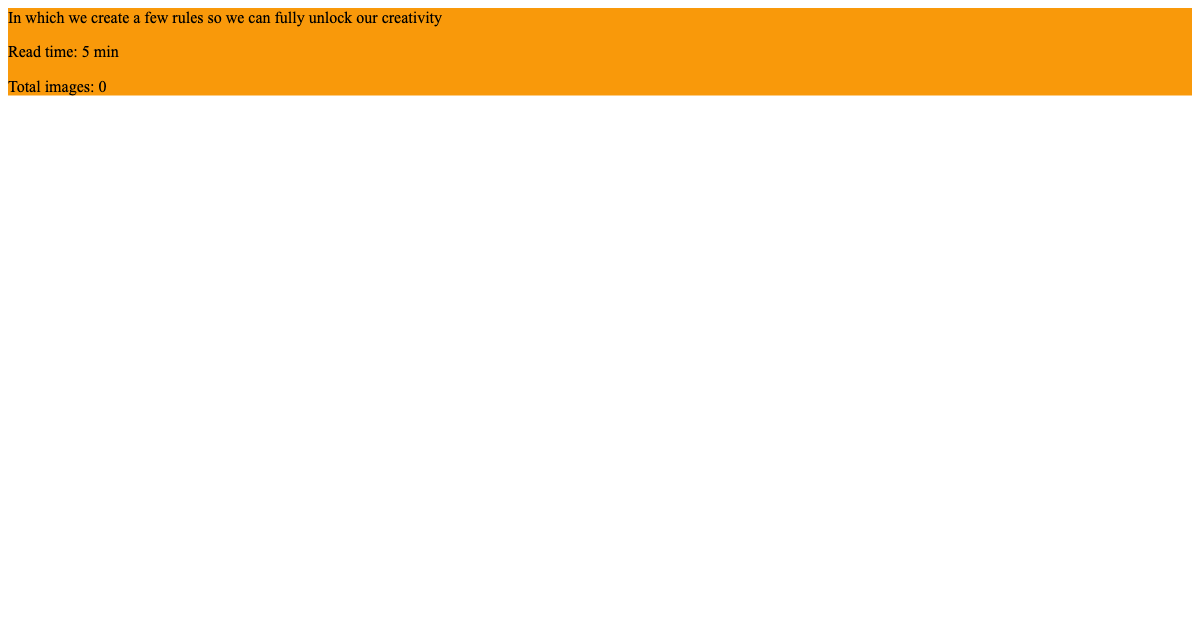 In which we create a few rules so we can fully unlock our creativity
Read time: 5 min
Total images: 0